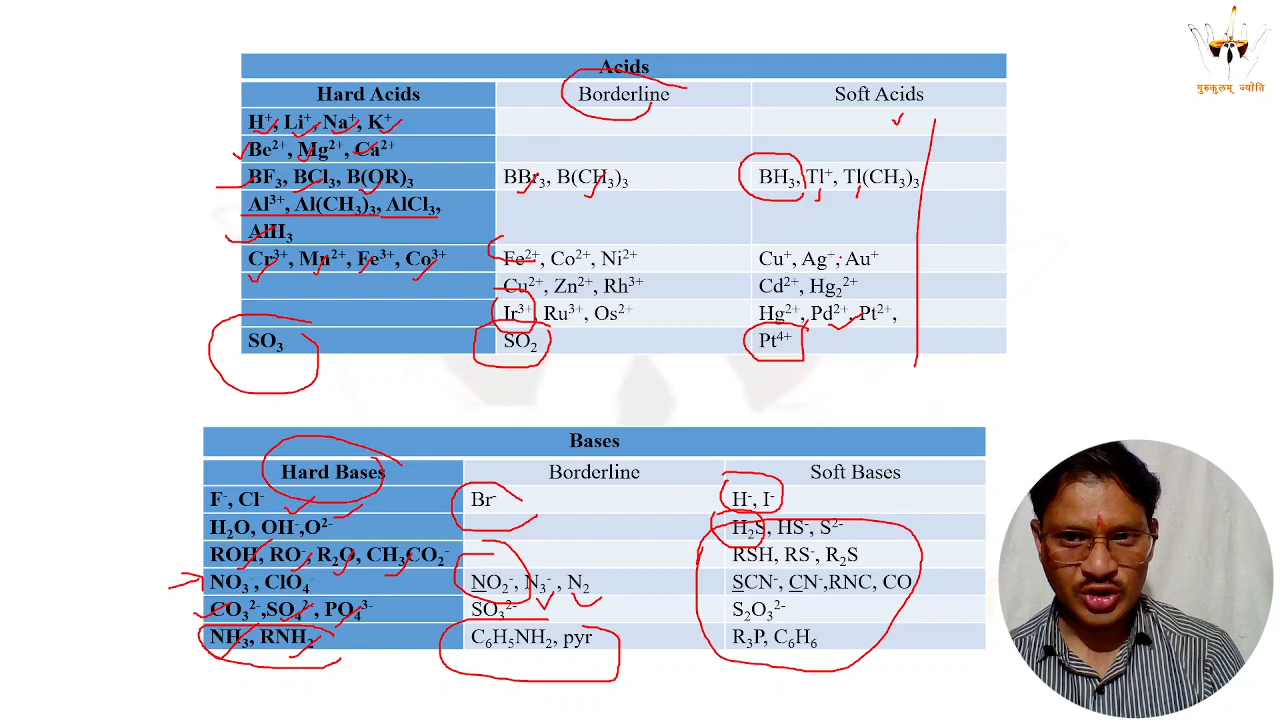 गुरुकुलम् ज्योति
Acids
Hard Acids Borderline Soft Acids
H⁺, Li⁺, Na⁺, K⁺
Be²⁺, Mg²⁺, Ca²⁺
BF₃, BCl₃, B(OR)₃ BBr₃, B(CH₃)₃ BH₃, Tl⁺, Tl(CH₃)₃
Al³⁺, Al(CH₃)₃, AlCl₃,
AlH₃
Cr³⁺, Mn²⁺, Fe³⁺, Co³⁺ Fe²⁺, Co²⁺, Ni²⁺ Cu⁺, Ag⁺, Au⁺
Cu²⁺, Zn²⁺, Rh³⁺ Cd²⁺, Hg₂²⁺
Ir³⁺, Ru³⁺, Os²⁺ Hg²⁺, Pd²⁺, Pt²⁺,
SO₃ SO₂ Pt⁴⁺
Bases
Hard Bases Borderline Soft Bases
F⁻, Cl⁻ Br⁻ H⁻, I⁻
H₂O, OH⁻,O²⁻ H₂S, HS⁻, S²⁻
ROH, RO⁻, R₂O, CH₃CO₂⁻ RSH, RS⁻, R₂S
NO₃⁻, ClO₄⁻ NO₂⁻, N₃⁻ , N₂ SCN⁻, CN⁻,RNC, CO
CO₃²⁻,SO₄²⁻, PO₄³⁻ SO₃²⁻ S₂O₃²⁻
NH₃, RNH₂ C₆H₅NH₂, pyr R₃P, C₆H₆